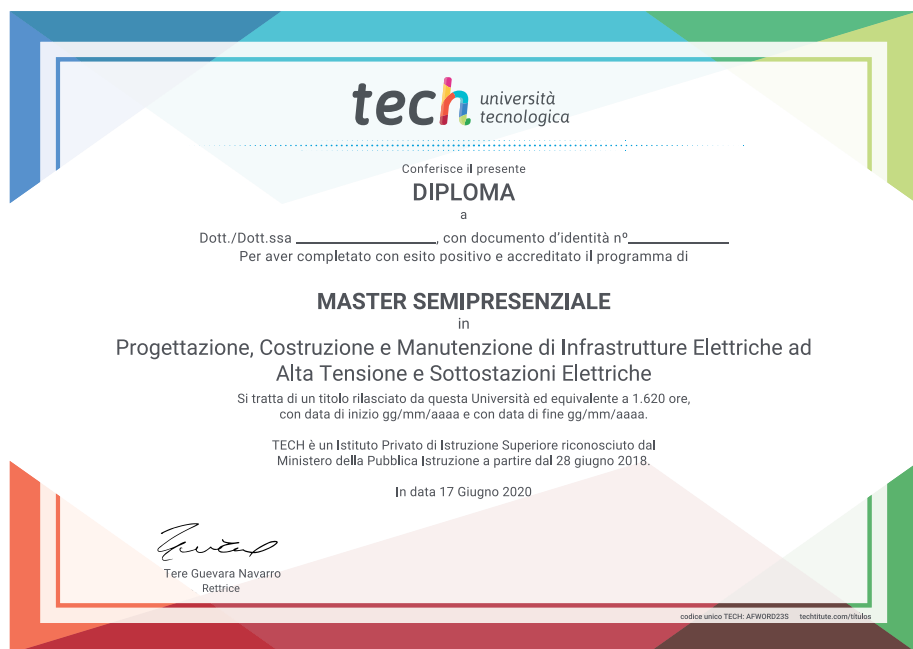 tech università
tecnologica
Conferisce il presente
DIPLOMA
a
Dott./Dott.ssa ________________, con documento d'identità nº____________
Per aver completato con esito positivo e accreditato il programma di
MASTER SEMIPRESENZIALE
in
Progettazione, Costruzione e Manutenzione di Infrastrutture Elettriche ad
Alta Tensione e Sottostazioni Elettriche
Si tratta di un titolo rilasciato da questa Università ed equivalente a 1.620 ore,
con data di inizio gg/mm/aaaa e con data di fine gg/mm/aaaa.
TECH è un Istituto Privato di Istruzione Superiore riconosciuto dal
Ministero della Pubblica Istruzione a partire dal 28 giugno 2018.
In data 17 Giugno 2020
Tere Guevara Navarro
Rettrice
codice unico TECH: AFWORD23S techtitute.com/titulos